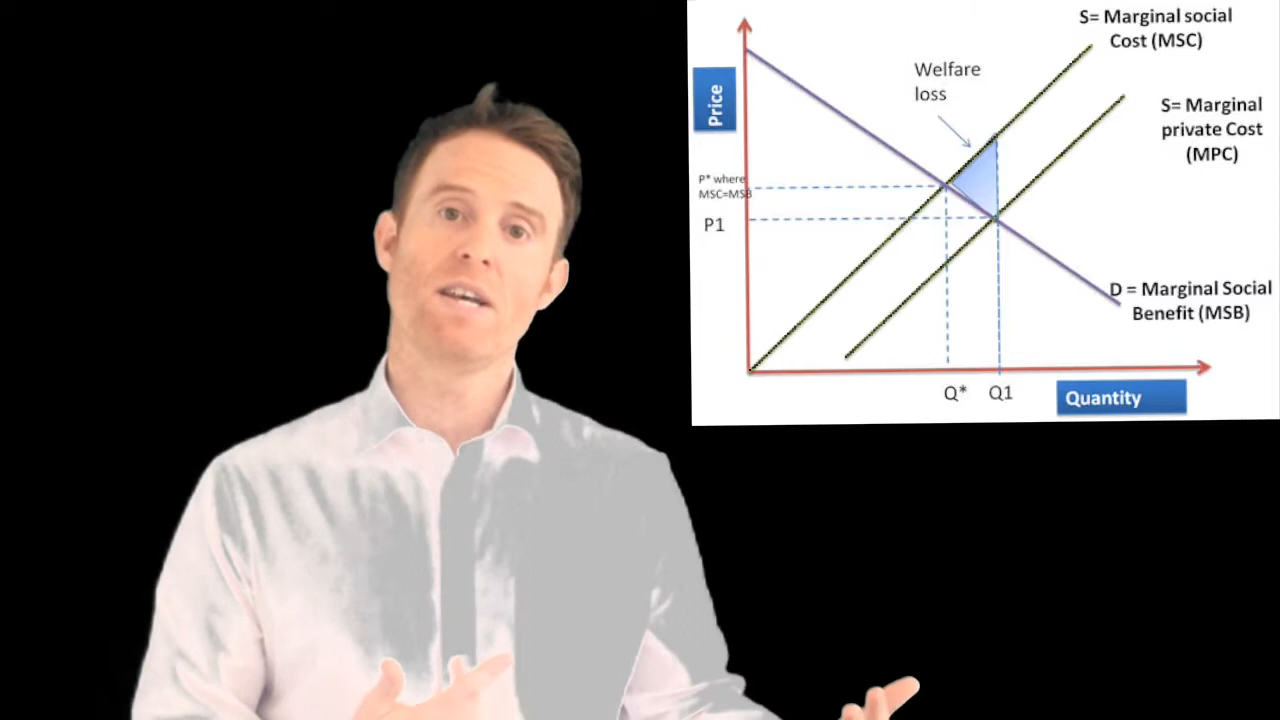 S= Marginal social
Cost (MSC)
Welfare
loss
Price
S= Marginal
private Cost
(MPC)
P* where
MSC=MSB
P1
D = Marginal Social
Benefit (MSB)
Q*
Q1
Quantity